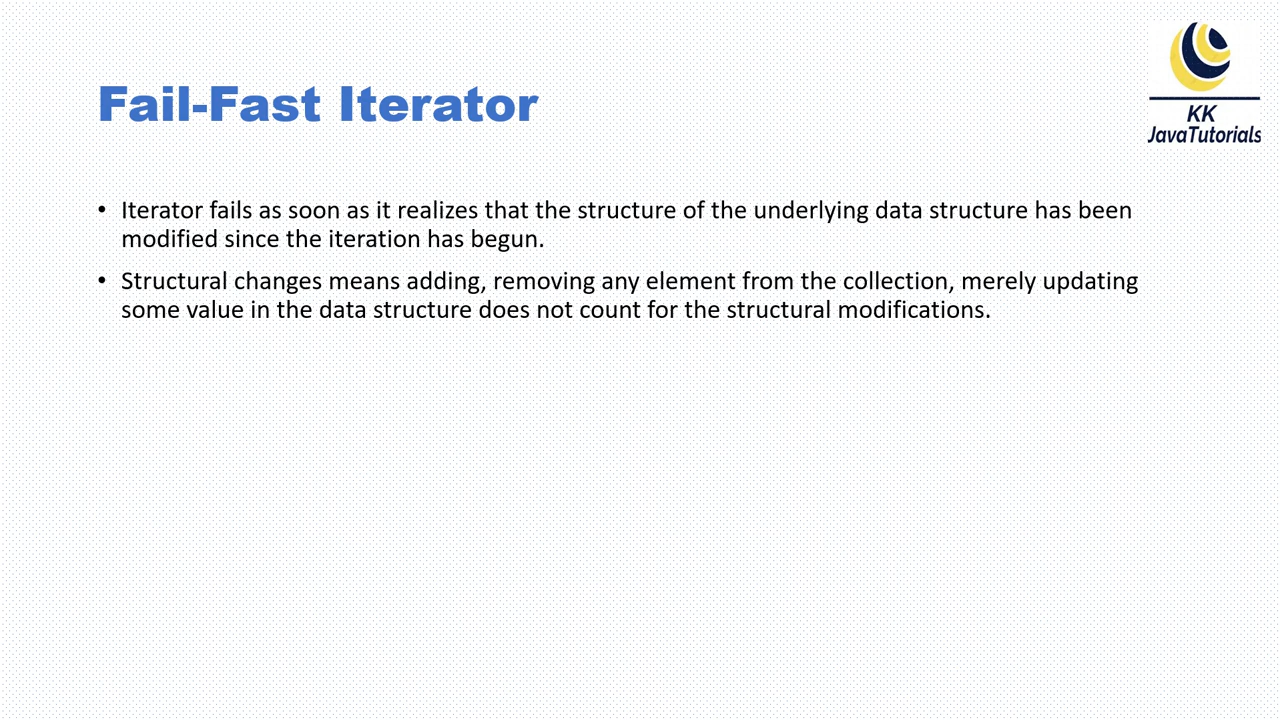 Fail-Fast Iterator
KK
JavaTutorials
• Iterator fails as soon as it realizes that the structure of the underlying data structure has been
modified since the iteration has begun.
• Structural changes means adding, removing any element from the collection, merely updating
some value in the data structure does not count for the structural modifications.